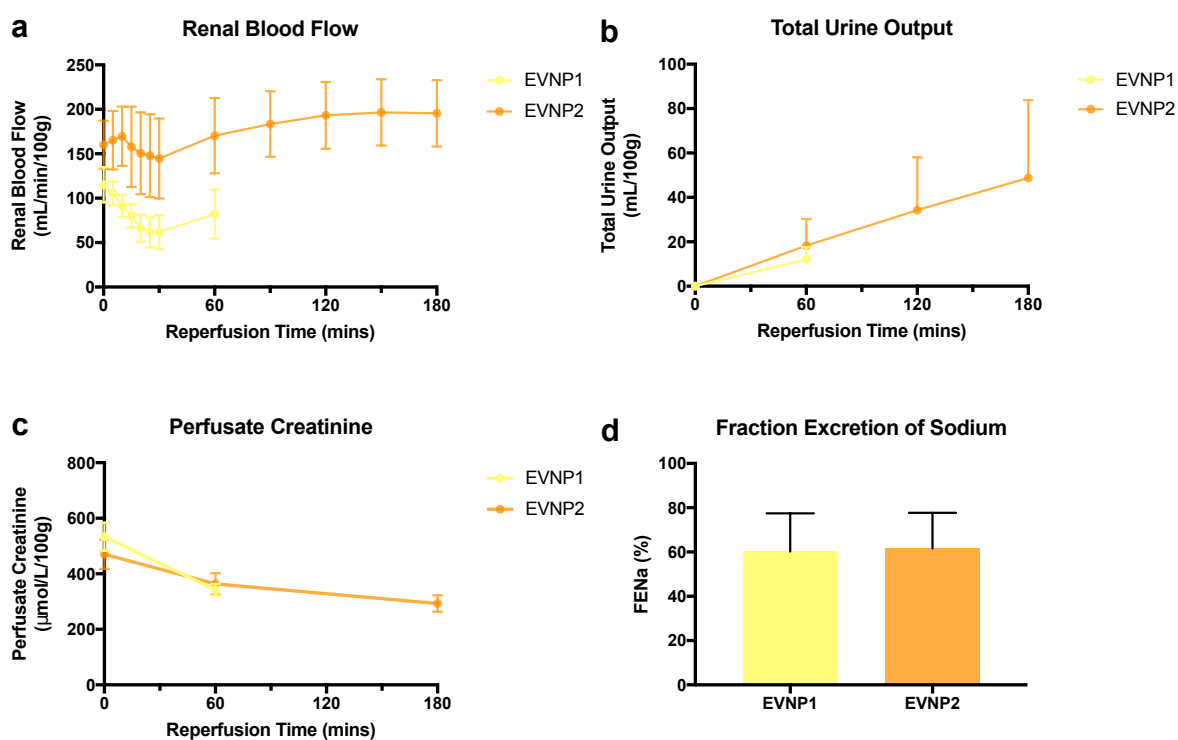 a
Renal Blood Flow
Renal Blood Flow
(mL/min/100g)
250
200
150
100
50
0
0
60
120
180
Reperfusion Time (mins)
EVNP1
EVNP2
b
Total Urine Output
Total Urine Output
(mL/100g)
100
80
60
40
20
0
0
60
120
180
Reperfusion Time (mins)
EVNP1
EVNP2
c
Perfusate Creatinine
Perfusate Creatinine
(µmol/L/100g)
800
600
400
200
0
0
60
120
180
Reperfusion Time (mins)
EVNP1
EVNP2
d
Fraction Excretion of Sodium
FENa (%)
100
80
60
40
20
0
EVNP1
EVNP2